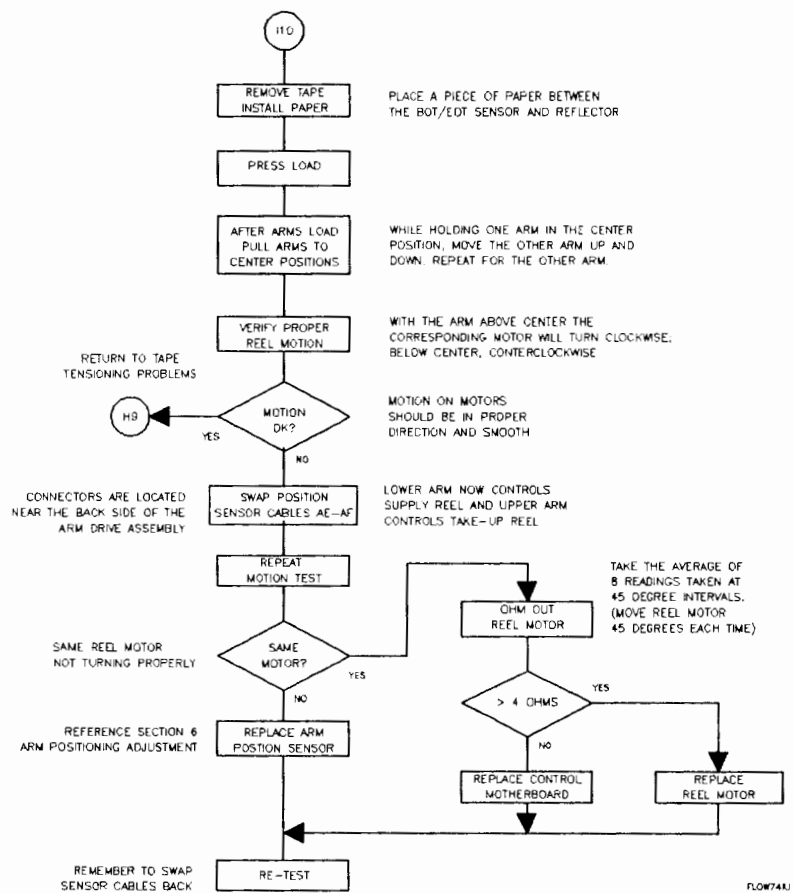 I10
REMOVE TAPE
INSTALL PAPER
PLACE A PIECE OF PAPER BETWEEN
THE BOT/EOT SENSOR AND REFLECTOR
PRESS LOAD
AFTER ARMS LOAD
PULL ARMS TO
CENTER POSITIONS
WHILE HOLDING ONE ARM IN THE CENTER
POSITION, MOVE THE OTHER ARM UP AND
DOWN. REPEAT FOR THE OTHER ARM.
VERIFY PROPER
REEL MOTION
WITH THE ARM ABOVE CENTER THE
CORRESPONDING MOTOR WILL TURN CLOCKWISE,
BELOW CENTER, CONTERCLOCKWISE
RETURN TO TAPE
TENSIONING PROBLEMS
H9
YES
MOTION
OK?
NO
MOTION ON MOTORS
SHOULD BE IN PROPER
DIRECTION AND SMOOTH
CONNECTORS ARE LOCATED
NEAR THE BACK SIDE OF THE
ARM DRIVE ASSEMBLY
SWAP POSITION
SENSOR CABLES AE-AF
LOWER ARM NOW CONTROLS
SUPPLY REEL AND UPPER ARM
CONTROLS TAKE-UP REEL
REPEAT
MOTION TEST
TAKE THE AVERAGE OF
8 READINGS TAKEN AT
45 DEGREE INTERVALS.
(MOVE REEL MOTOR
45 DEGREES EACH TIME)
OHM OUT
REEL MOTOR
SAME REEL MOTOR
NOT TURNING PROPERLY
SAME
MOTOR?
YES
NO
> 4 OHMS
YES
NO
REFERENCE SECTION 6
ARM POSITIONING ADJUSTMENT
REPLACE ARM
POSTION SENSOR
REPLACE CONTROL
MOTHERBOARD
REPLACE
REEL MOTOR
REMEMBER TO SWAP
SENSOR CABLES BACK
RE-TEST